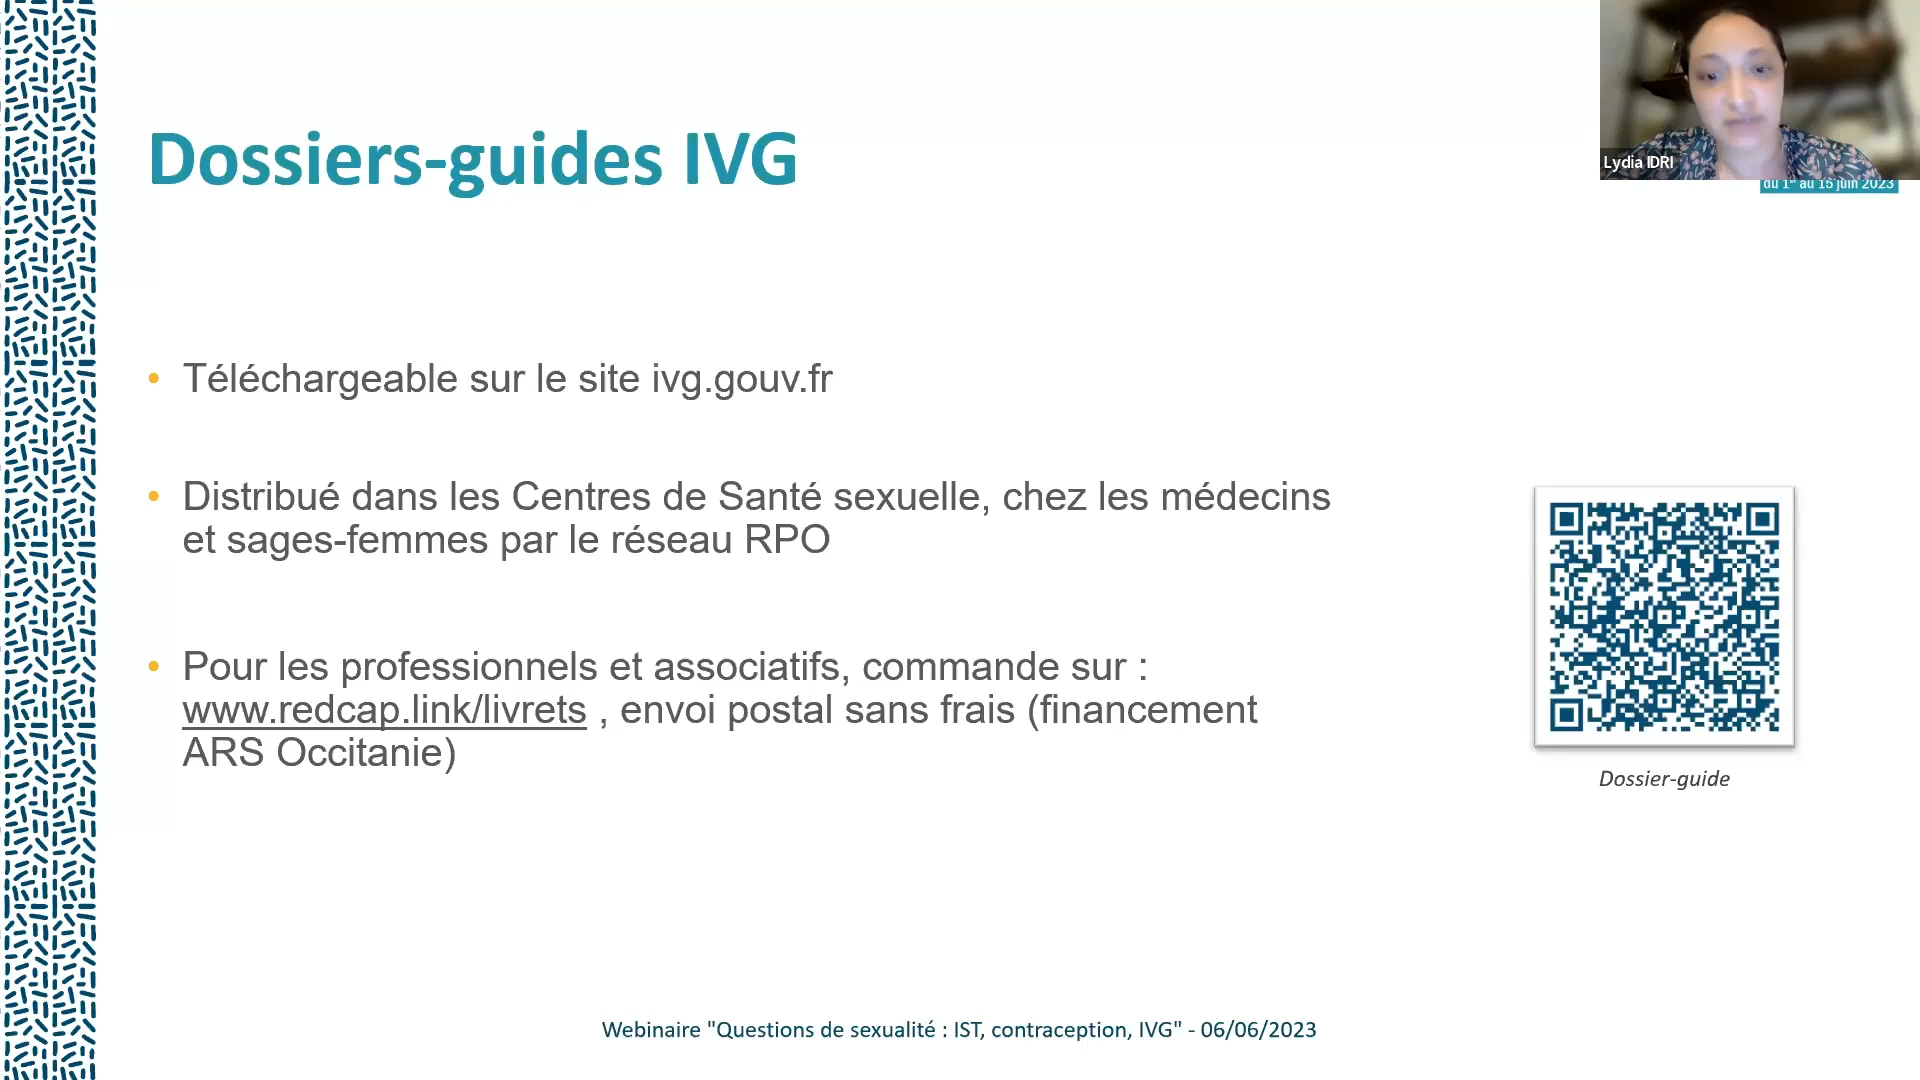 Dossiers-guides IVG
Lydia IDRI
du 1er au 15 juin 2023
• Téléchargeable sur le site ivg.gouv.fr
• Distribué dans les Centres de Santé sexuelle, chez les médecins
et sages-femmes par le réseau RPO
• Pour les professionnels et associatifs, commande sur :
www.redcap.link/livrets , envoi postal sans frais (financement
ARS Occitanie)
Dossier-guide
Webinaire "Questions de sexualité : IST, contraception, IVG" - 06/06/2023